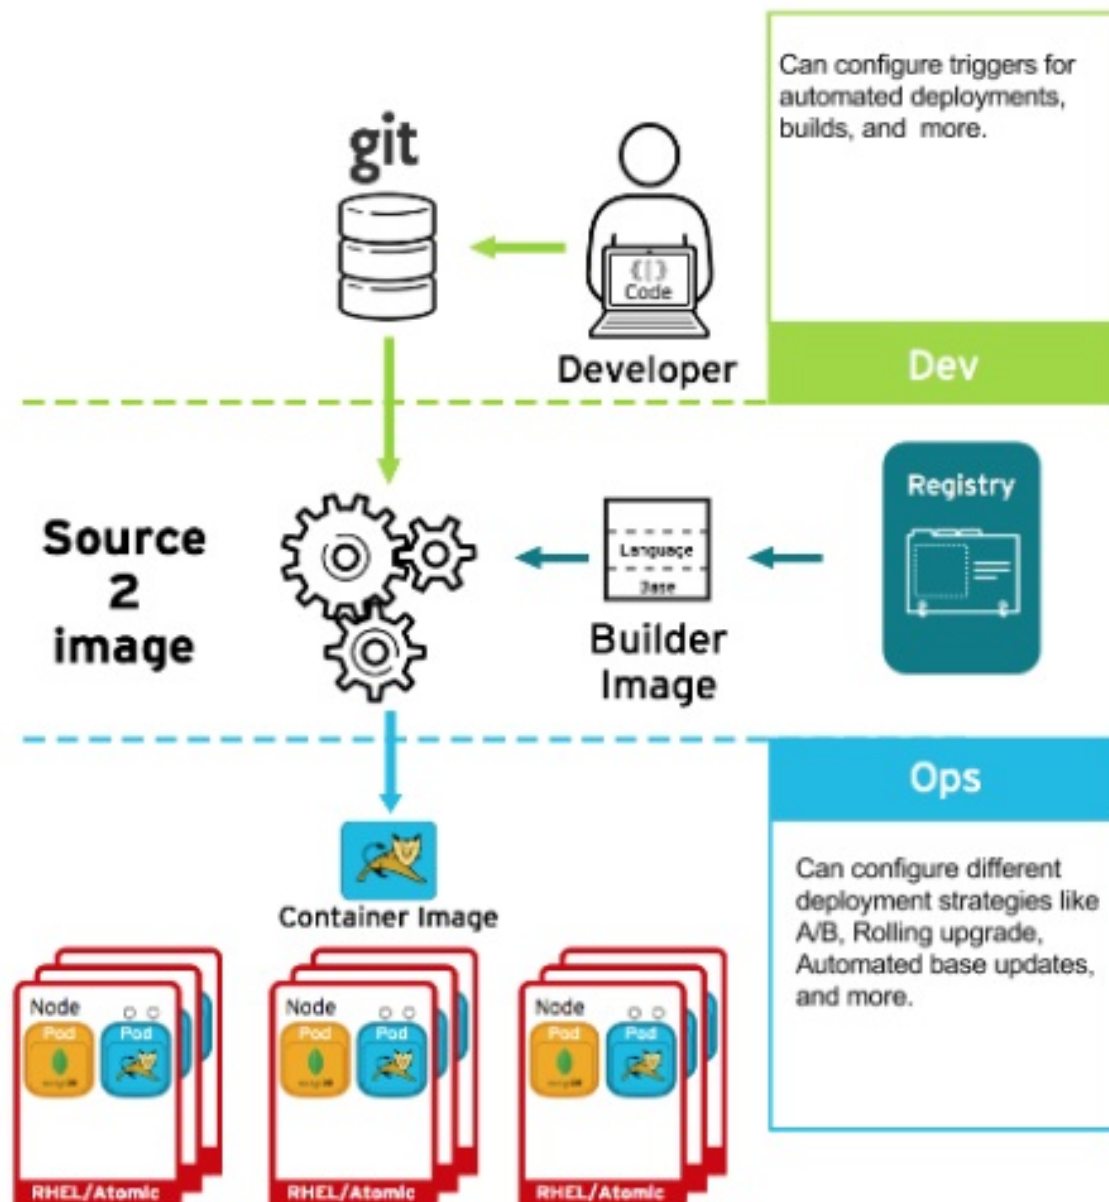 Can configure triggers for
automated deployments,
builds, and more.
git
{[}
Code
Developer
Dev
Registry
Source
2
image
Language
Base
Builder
Image
Ops
Container Image
Can configure different
deployment strategies like
A/B, Rolling upgrade,
Automated base updates,
and more.
Node
Pod
Pod
RHEL/Atomic
Node
Pod
Pod
RHEL/Atomic
Node
Pod
Pod
RHEL/Atomic